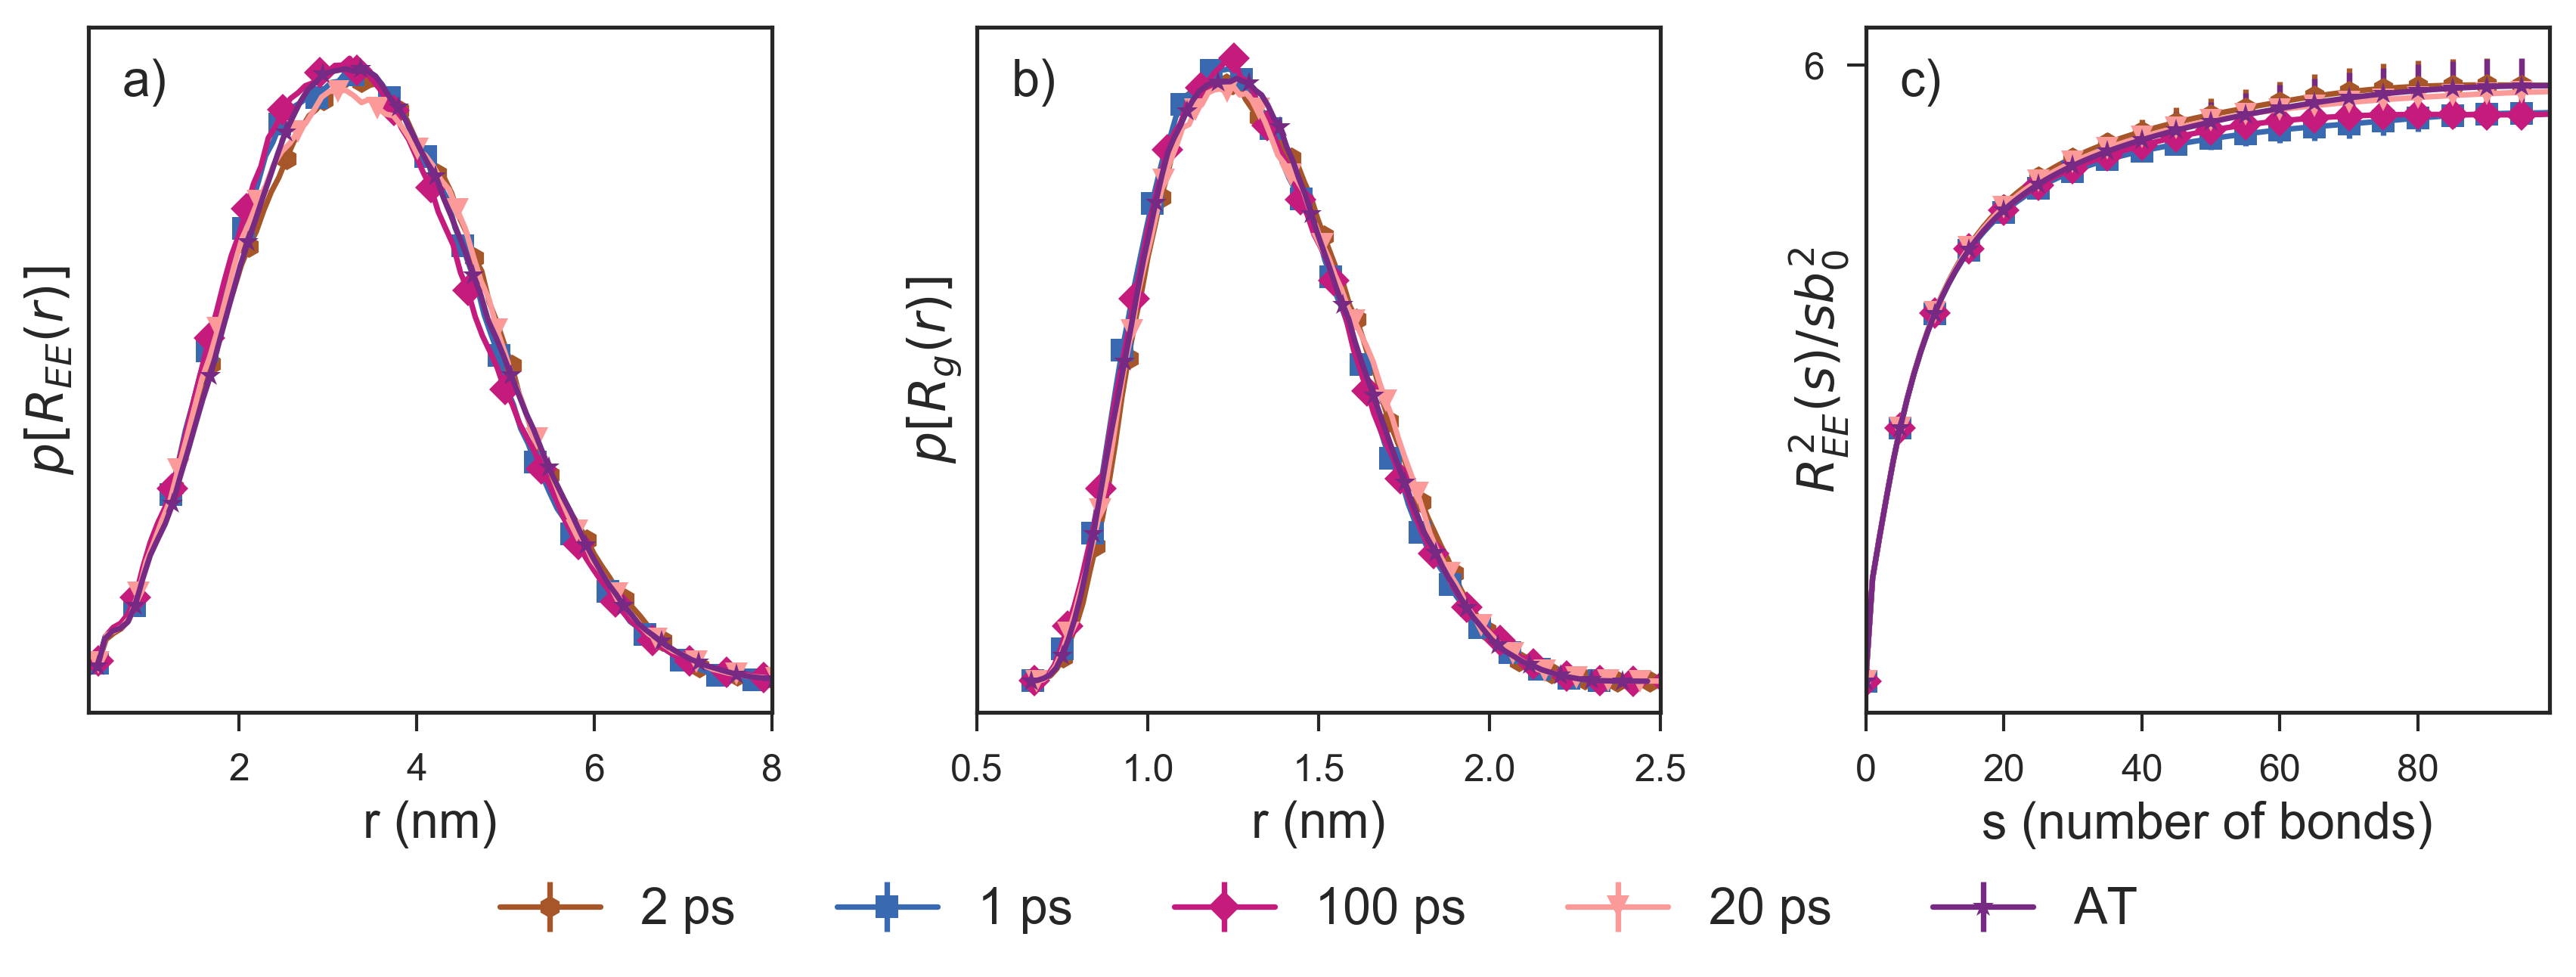 a)
p[R_EE(r)]
2 4 6 8
r (nm)
b)
p[R_g(r)]
0.5 1.0 1.5 2.0 2.5
r (nm)
c)
6
R²_EE(s)/sb²_0
0 20 40 60 80
s (number of bonds)
2 ps 1 ps 100 ps 20 ps AT